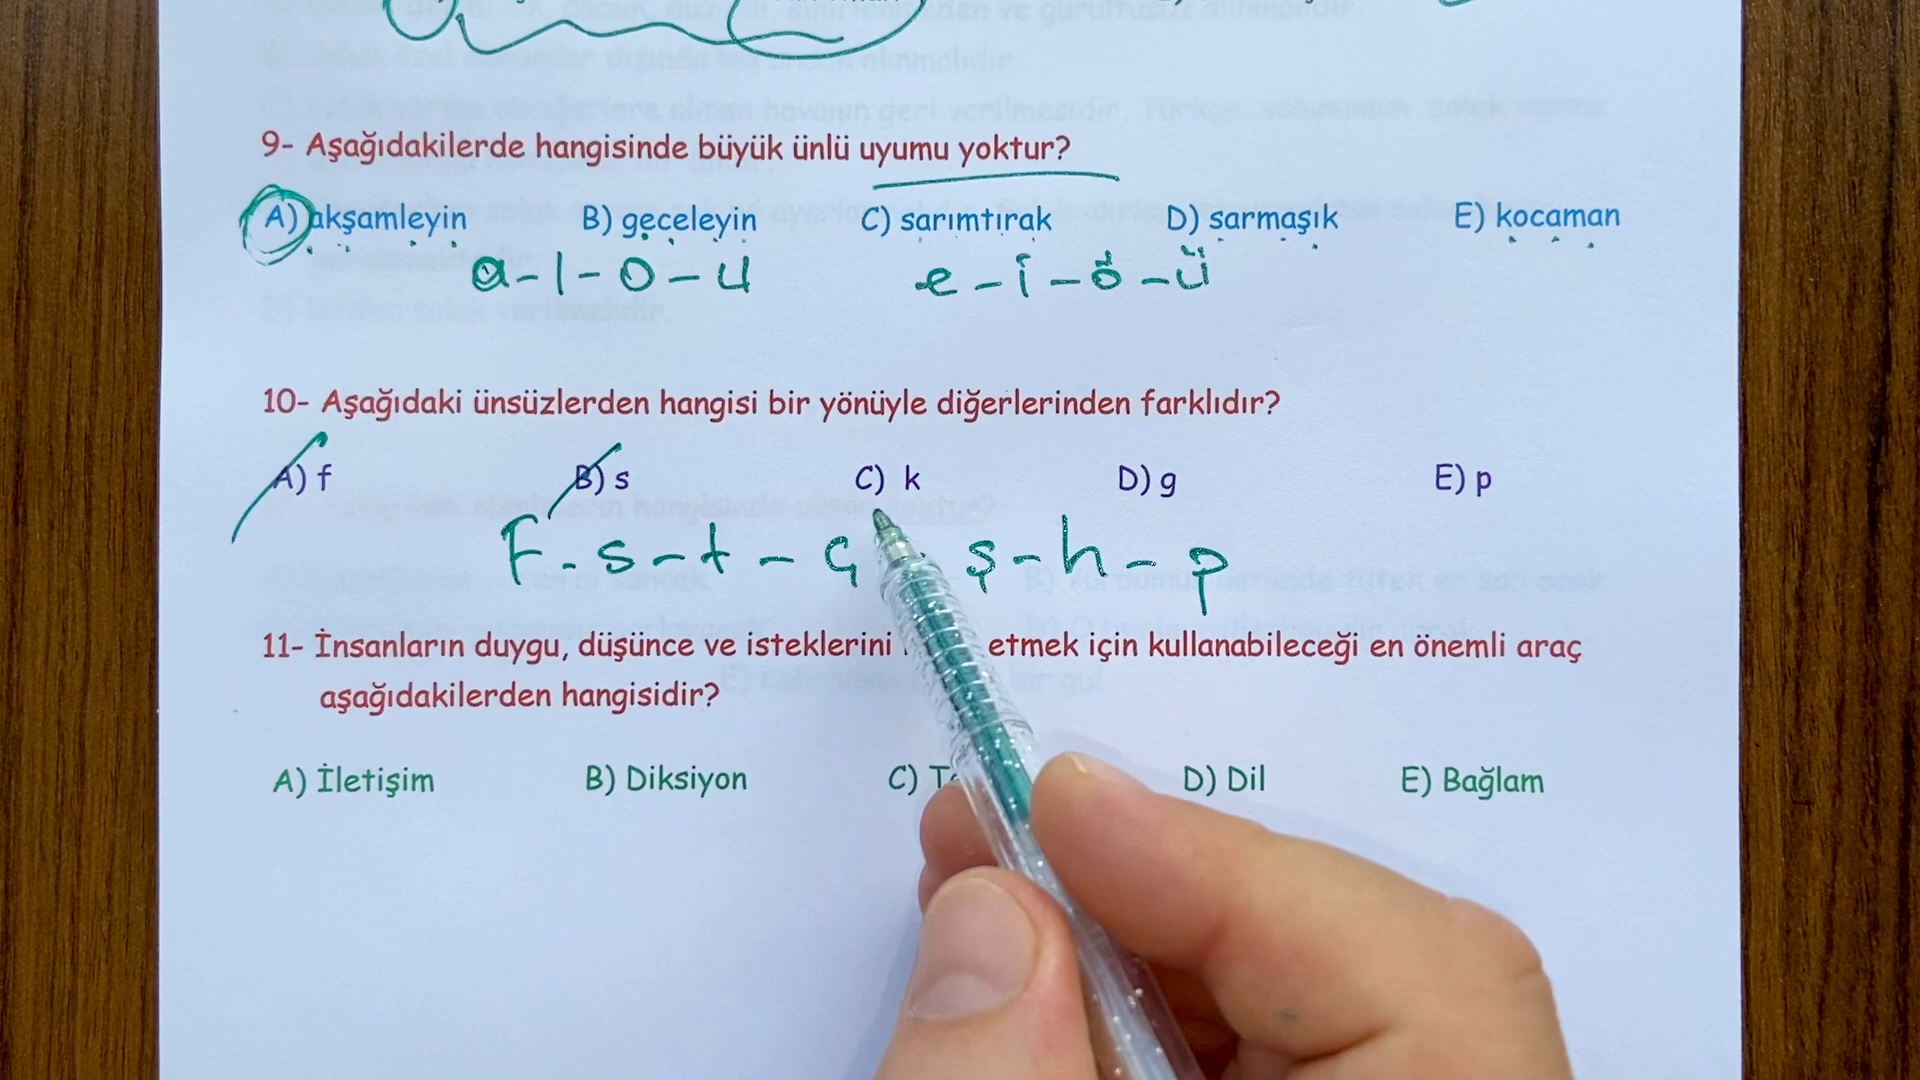 9- Aşağıdakilerde hangisinde büyük ünlü uyumu yoktur?
A) akşamleyin B) geceleyin C) sarımtırak D) sarmaşık E) kocaman
a - ı - o - u e - i - ö - ü
10- Aşağıdaki ünsüzlerden hangisi bir yönüyle diğerlerinden farklıdır?
A) f B) s C) k D) g E) p
F - s - t - ç ş - h - p
11- İnsanların duygu, düşünce ve isteklerini etmek için kullanabileceği en önemli araç
aşağıdakilerden hangisidir?
A) İletişim B) Diksiyon C) D) Dil E) Bağlam